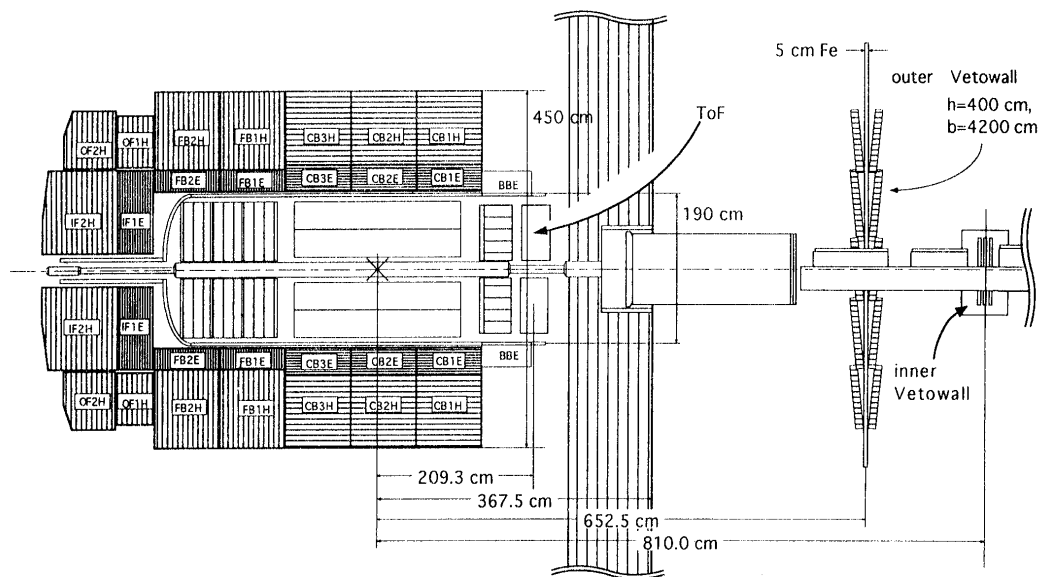 5 cm Fe
outer Vetowall
h=400 cm,
b=4200 cm
450 cm
ToF
OF2H
OF1H
FB2H
FB1H
CB3H
CB2H
CB1H
FB2E
FB1E
CB3E
CB2E
CB1E
BBE
IF2H
IF1E
190 cm
IF2H
IF1E
FB2E
FB1E
CB3E
CB2E
CB1E
BBE
inner
Vetowall
OF2H
OF1H
FB2H
FB1H
CB3H
CB2H
CB1H
209.3 cm
367.5 cm
652.5 cm
810.0 cm